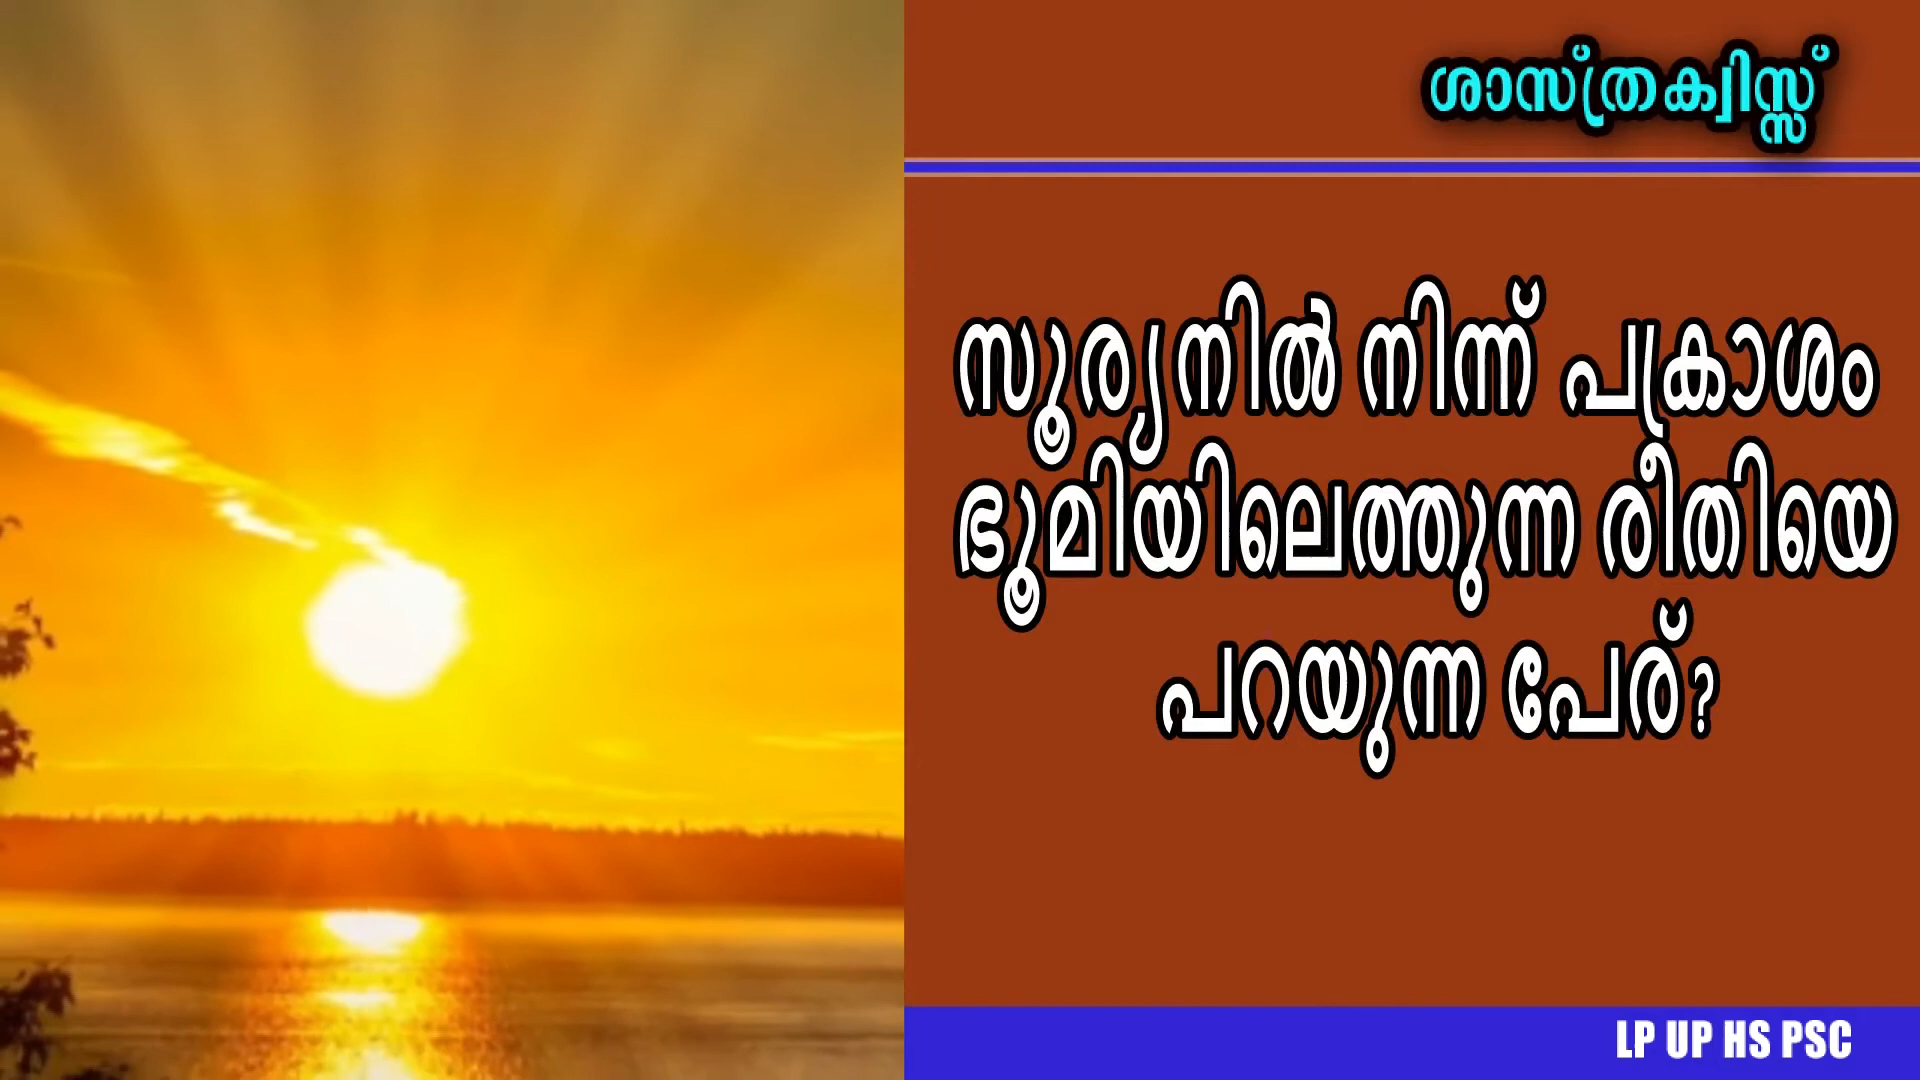 ശാസ്ത്രക്വിസ്സ്
സൂര്യനിൽ നിന്ന് പ്രകാശം
ഭൂമിയിലെത്തുന്ന രീതിയെ
പറയുന്ന പേര്?
LP UP HS PSC